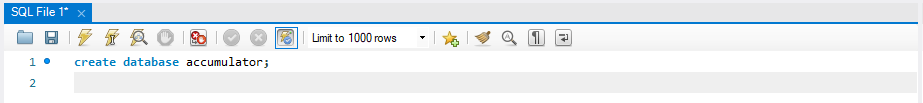 SQL File 1*
Limit to 1000 rows
1 create database accumulator;
2